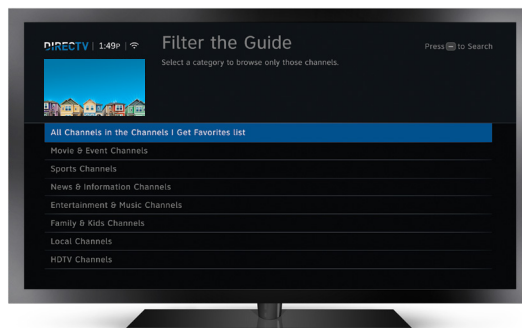 DIRECTV | 1:49P
Filter the Guide
Press to Search
Select a category to browse only those channels.
All Channels in the Channels I Get Favorites list
Movie & Event Channels
Sports Channels
News & Information Channels
Entertainment & Music Channels
Family & Kids Channels
Local Channels
HDTV Channels